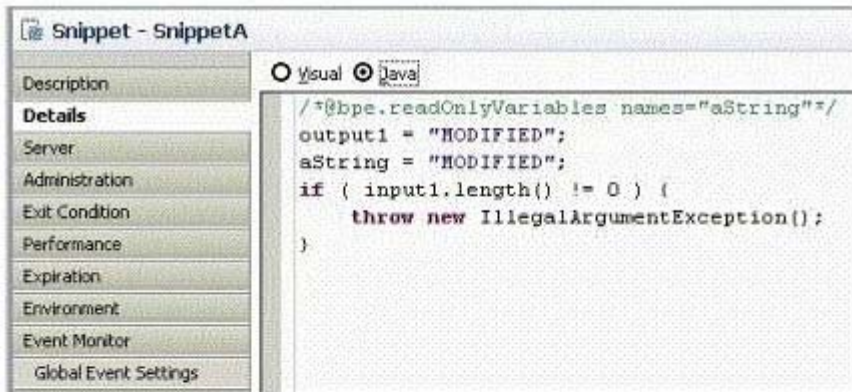 Snippet - SnippetA
Description
Details
Server
Administration
Exit Condition
Performance
Expiration
Environment
Event Monitor
Global Event Settings
Visual Java
/*@bpe.readOnlyVariables names="aString"*/
output1 = "MODIFIED";
aString = "MODIFIED";
if ( input1.length() != 0 ) {
    throw new IllegalArgumentException();
}